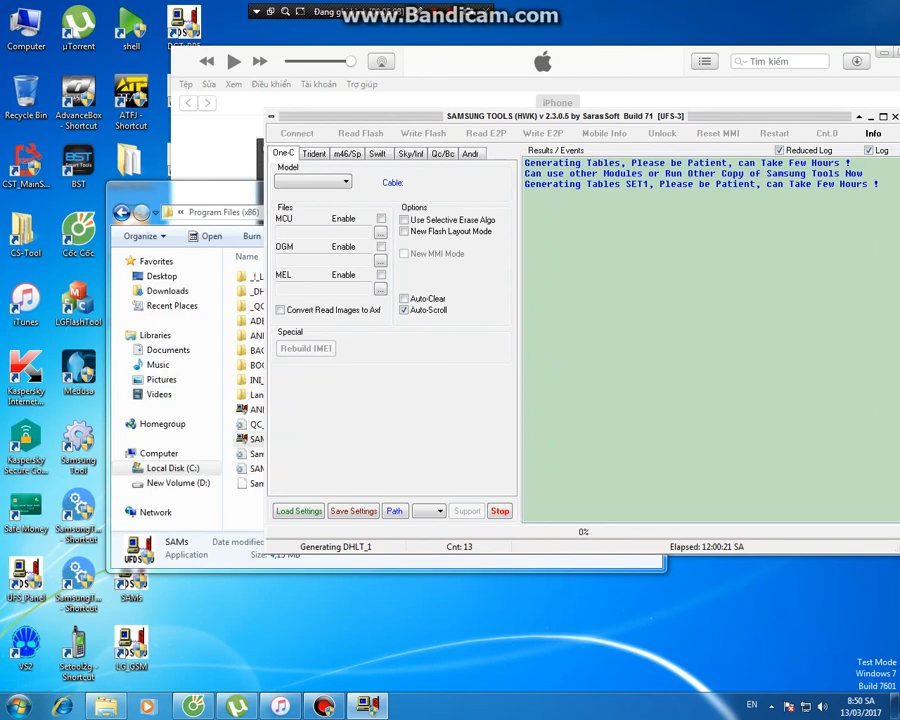 www.Bandicam.com
Computer
µTorrent
shell
Recycle Bin
AdvanceBox - Shortcut
ATFJ - Shortcut
CST_MainS...
BST
CS-Tool
Cốc Cốc
iTunes
LGFlashTool
Kaspersky Internet...
Medusa
Kaspersky Secure Co...
Samsung Tool
Safe Money
SamsungT... - Shortcut
UFS_Panel
SamsungTo... - Shortcut
SAMs
VS2
Setool2g - Shortcut
LG_GSM
Tệp Sửa Xem Điều khiển Tài khoản Trợ giúp
Tìm kiếm
iPhone
« Program Files (x86)
Organize
Open
Burn
Name
Favorites
Desktop
Downloads
Recent Places
Libraries
Documents
Music
Pictures
Videos
Homegroup
Computer
Local Disk (C:)
New Volume (D:)
Network
SAMs
Application
Date modified
SAMSUNG TOOLS (HWK) v 2.3.0.5 by SarasSoft Build 71 [UFS-3]
Connect Read Flash Write Flash Read E2P Write E2P Mobile Info Unlock Reset MMI Restart Cnt.0 Info
One-C Trident m46/Sp Swift Sky/Inf Qc/Bc Andr
Results / Events
Reduced Log
Log
Model
Cable:
Files
MCU Enable
OGM Enable
MEL Enable
Convert Read Images to Axf
Options
Use Selective Erase Algo
New Flash Layout Mode
New MMI Mode
Auto-Clear
Auto-Scroll
Special
Rebuild IMEI
Generating Tables, Please be Patient, can Take Few Hours !
Can use other Modules or Run Other Copy of Samsung Tools Now
Generating Tables SET1, Please be Patient, can Take Few Hours !
Load Settings
Save Settings
Path
Support
Stop
0%
Generating DHLT_1
Cnt: 13
Elapsed: 12:00:21 SA
Test Mode
Windows 7
Build 7601
EN
8:50 SA
13/03/2017